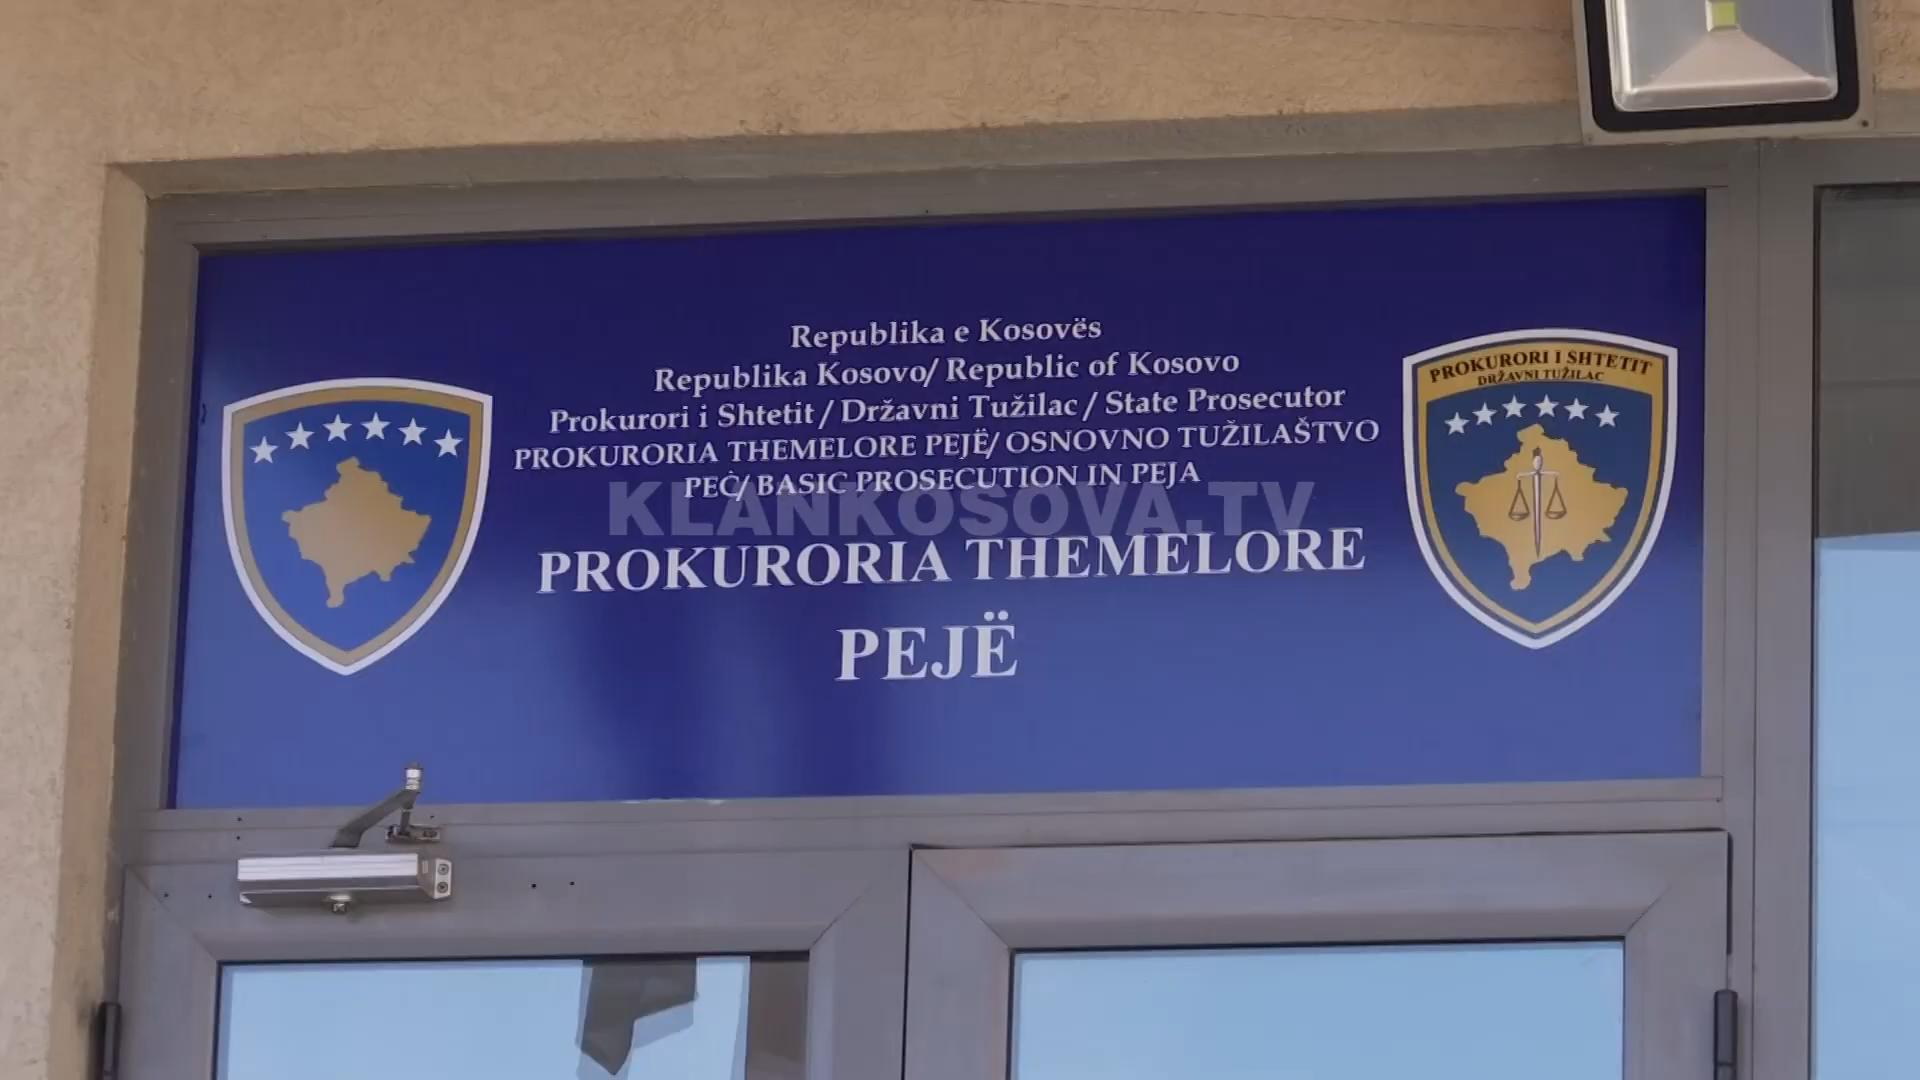 Republika e Kosovës
Republika Kosovo/ Republic of Kosovo
Prokurori i Shtetit / Državni Tužilac / State Prosecutor
PROKURORIA THEMELORE PEJË/ OSNOVNO TUŽILAŠTVO
PEĆ/ BASIC PROSECUTION IN PEJA
KLANKOSOVA.TV
PROKURORIA THEMELORE
PEJË
PROKURORI I SHTETIT
DRŽAVNI TUŽILAC